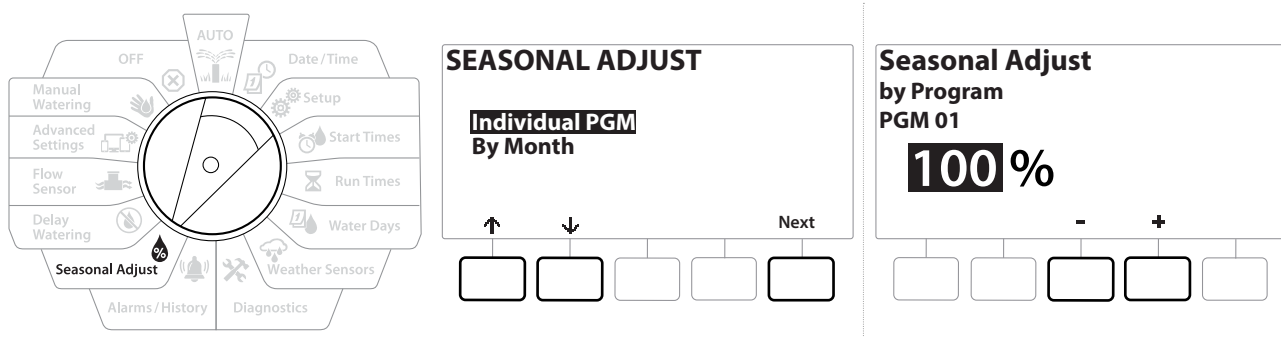 AUTO
Date / Time
Setup
Start Times
Run Times
Water Days
Weather Sensors
Diagnostics
Alarms / History
Seasonal Adjust
%
Delay
Watering
Flow
Sensor
Advanced
Settings
Manual
Watering
OFF
SEASONAL ADJUST
Individual PGM
By Month
↑ ↓ Next
Seasonal Adjust
by Program
PGM 01
100 %
- +